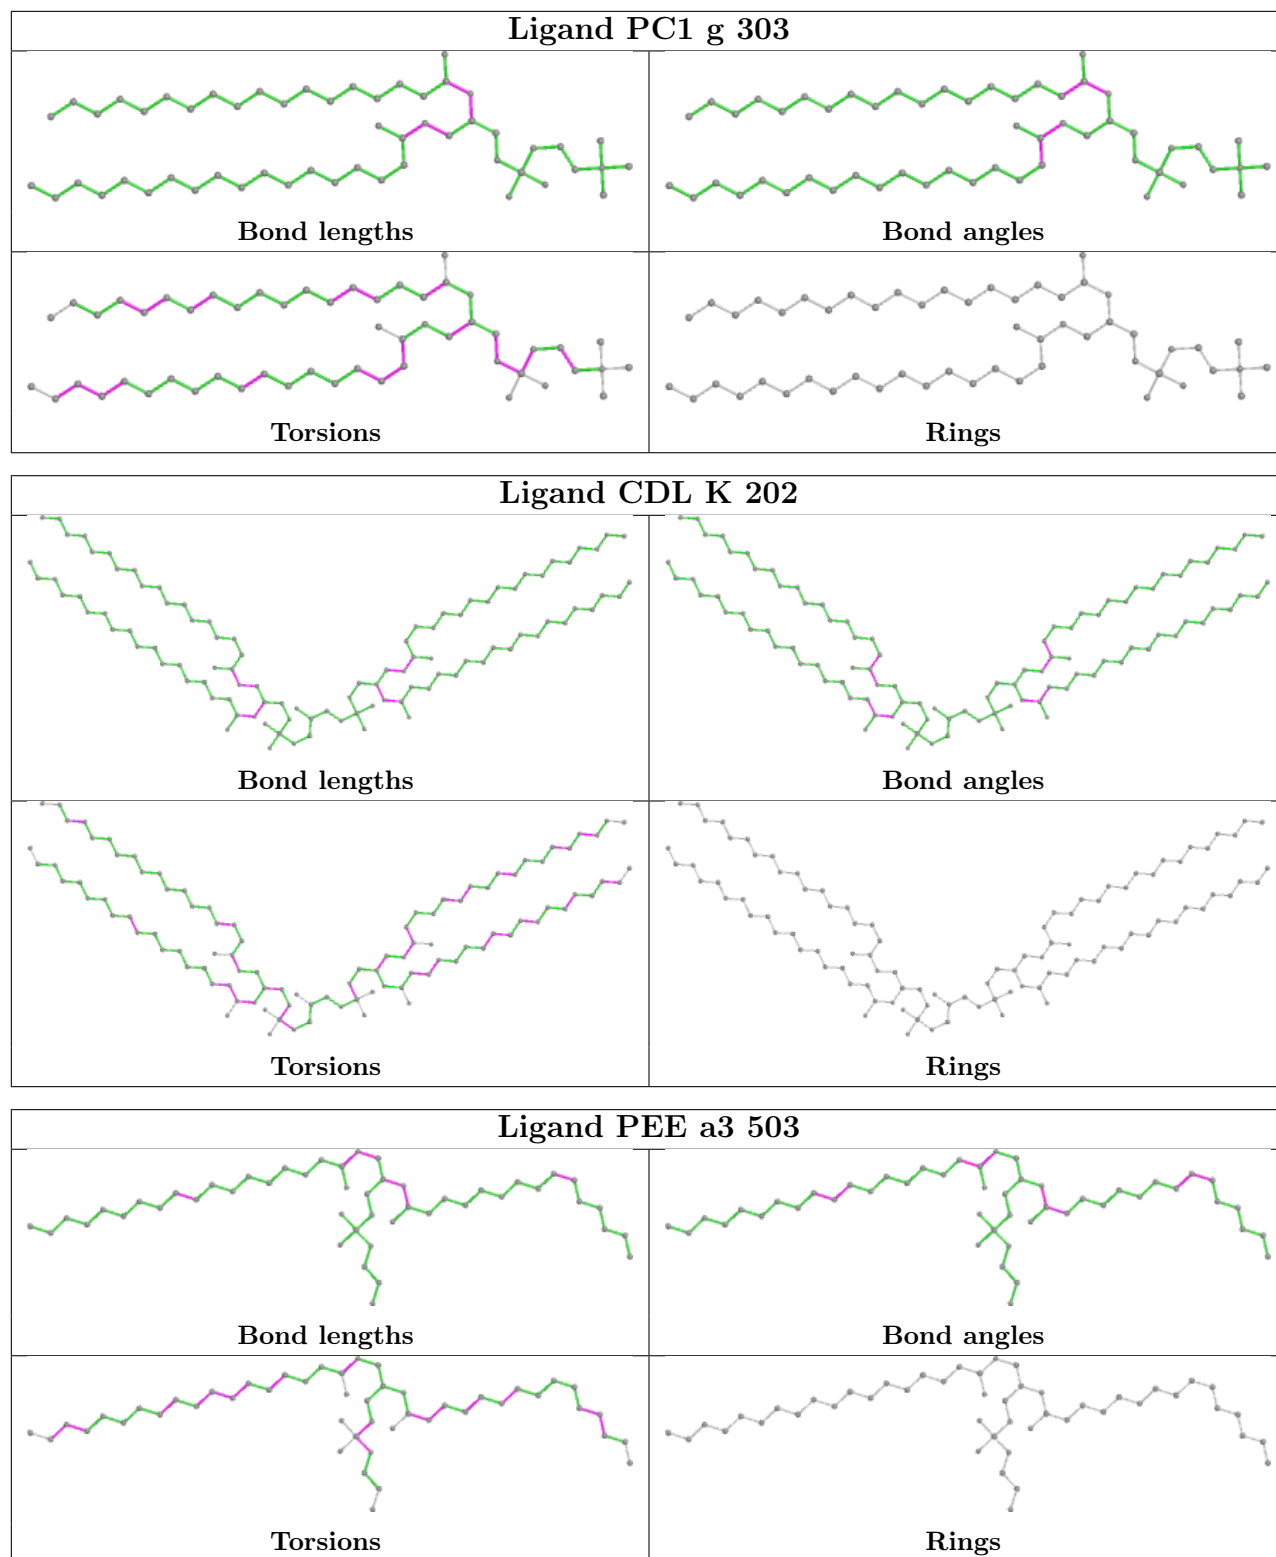 Ligand PC1 g 303
Bond lengths
Bond angles
Torsions
Rings
Ligand CDL K 202
Bond lengths
Bond angles
Torsions
Rings
Ligand PEE a3 503
Bond lengths
Bond angles
Torsions
Rings